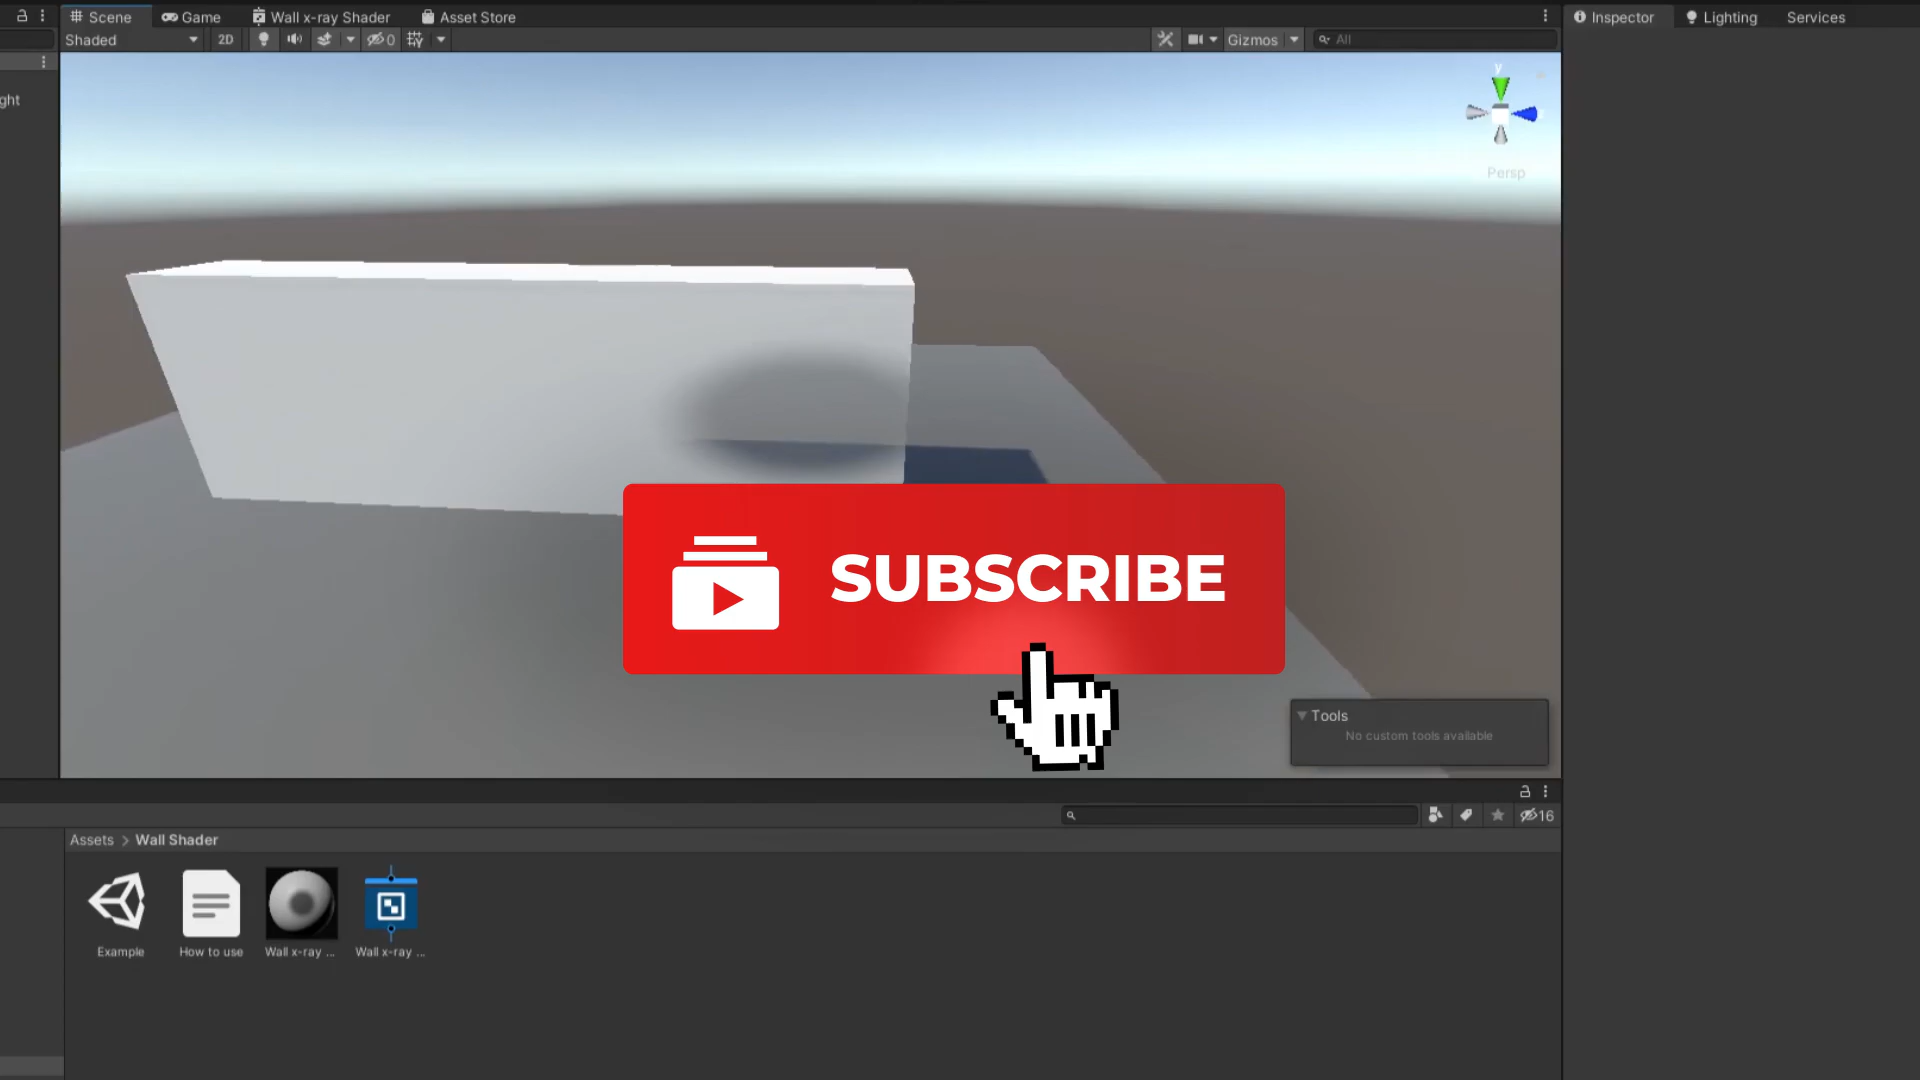 Scene
Game
Wall x-ray Shader
Asset Store
Inspector
Lighting
Services
Shaded
2D
0
Gizmos
All
ght
y
Persp
SUBSCRIBE
Tools
No custom tools available
16
Assets > Wall Shader
Example
How to use
Wall x-ray ...
Wall x-ray ...